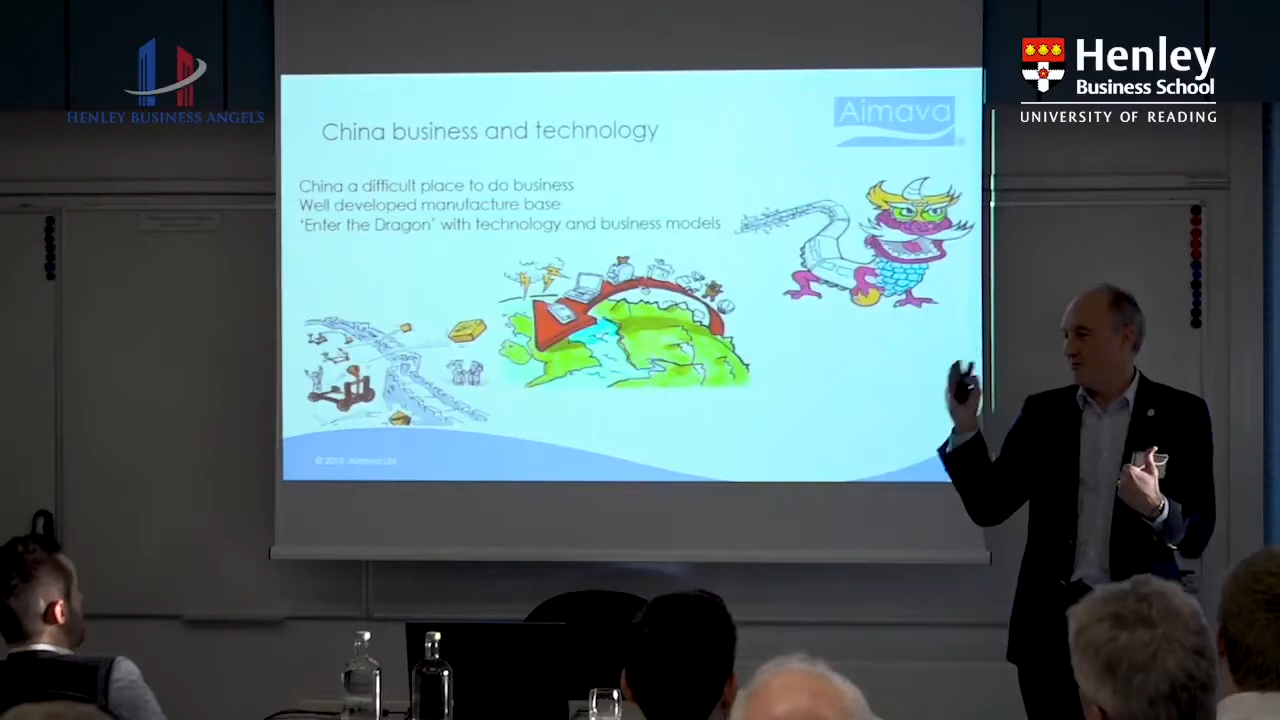 HENLEY BUSINESS ANGELS
Henley
Business School
UNIVERSITY OF READING
Aimava
China business and technology
China a difficult place to do business
Well developed manufacture base
‘Enter the Dragon’ with technology and business models